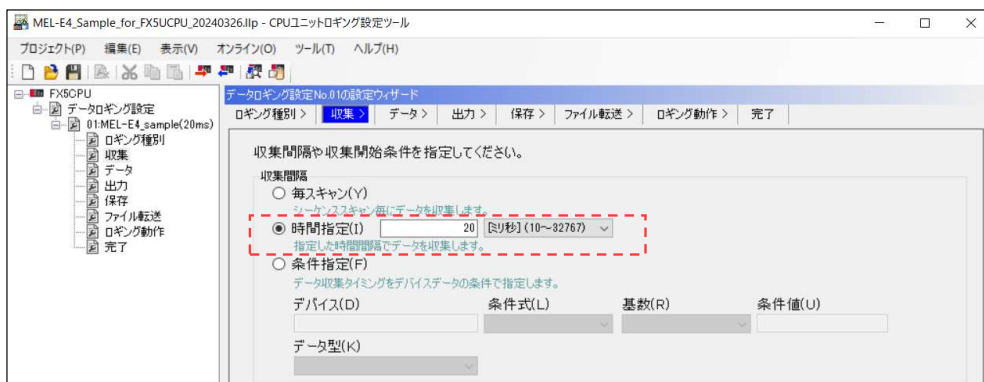 MEL-E4_Sample_for_FX5UCPU_20240326.llp - CPUユニットロギング設定ツール
プロジェクト(P) 編集(E) 表示(V) オンライン(O) ツール(T) ヘルプ(H)
FX5CPU
データロギング設定
01:MEL-E4_sample(20ms)
ロギング種別
収集
データ
出力
保存
ファイル転送
ロギング動作
完了
データロギング設定No.01の設定ウィザード
ロギング種別 > 収集 > データ > 出力 > 保存 > ファイル転送 > ロギング動作 > 完了
収集間隔や収集開始条件を指定してください。
収集間隔
毎スキャン(Y)
シーケンススキャン毎にデータを収集します。
時間指定(I) 20 [ミリ秒] (10~32767)
指定した時間間隔でデータを収集します。
条件指定(F)
データ収集タイミングをデバイスデータの条件で指定します。
デバイス(D) 条件式(L) 基数(R) 条件値(U)
データ型(K)